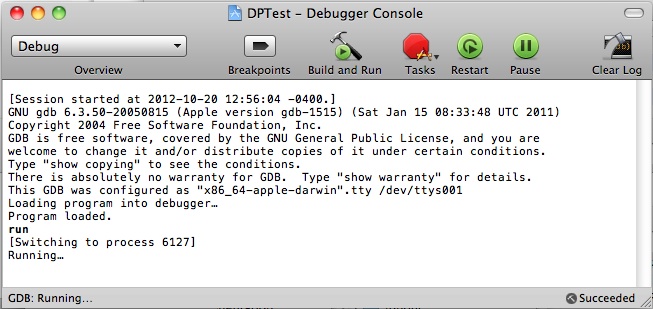 DPTest – Debugger Console
Debug
Overview
Breakpoints
Build and Run
Tasks
Restart
Pause
Clear Log
[Session started at 2012-10-20 12:56:04 -0400.]
GNU gdb 6.3.50-20050815 (Apple version gdb-1515) (Sat Jan 15 08:33:48 UTC 2011)
Copyright 2004 Free Software Foundation, Inc.
GDB is free software, covered by the GNU General Public License, and you are
welcome to change it and/or distribute copies of it under certain conditions.
Type "show copying" to see the conditions.
There is absolutely no warranty for GDB.  Type "show warranty" for details.
This GDB was configured as "x86_64-apple-darwin".tty /dev/ttys001
Loading program into debugger…
Program loaded.
run
[Switching to process 6127]
Running…
GDB: Running…
Succeeded